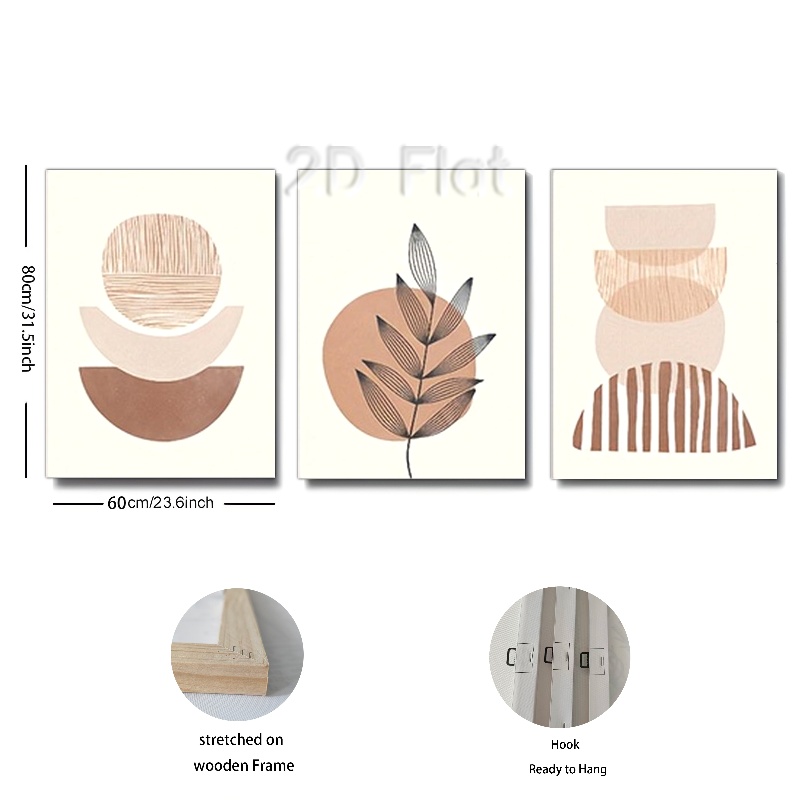 2D Flat
80cm/31.5inch
60cm/23.6inch
stretched on
wooden Frame
Hook
Ready to Hang